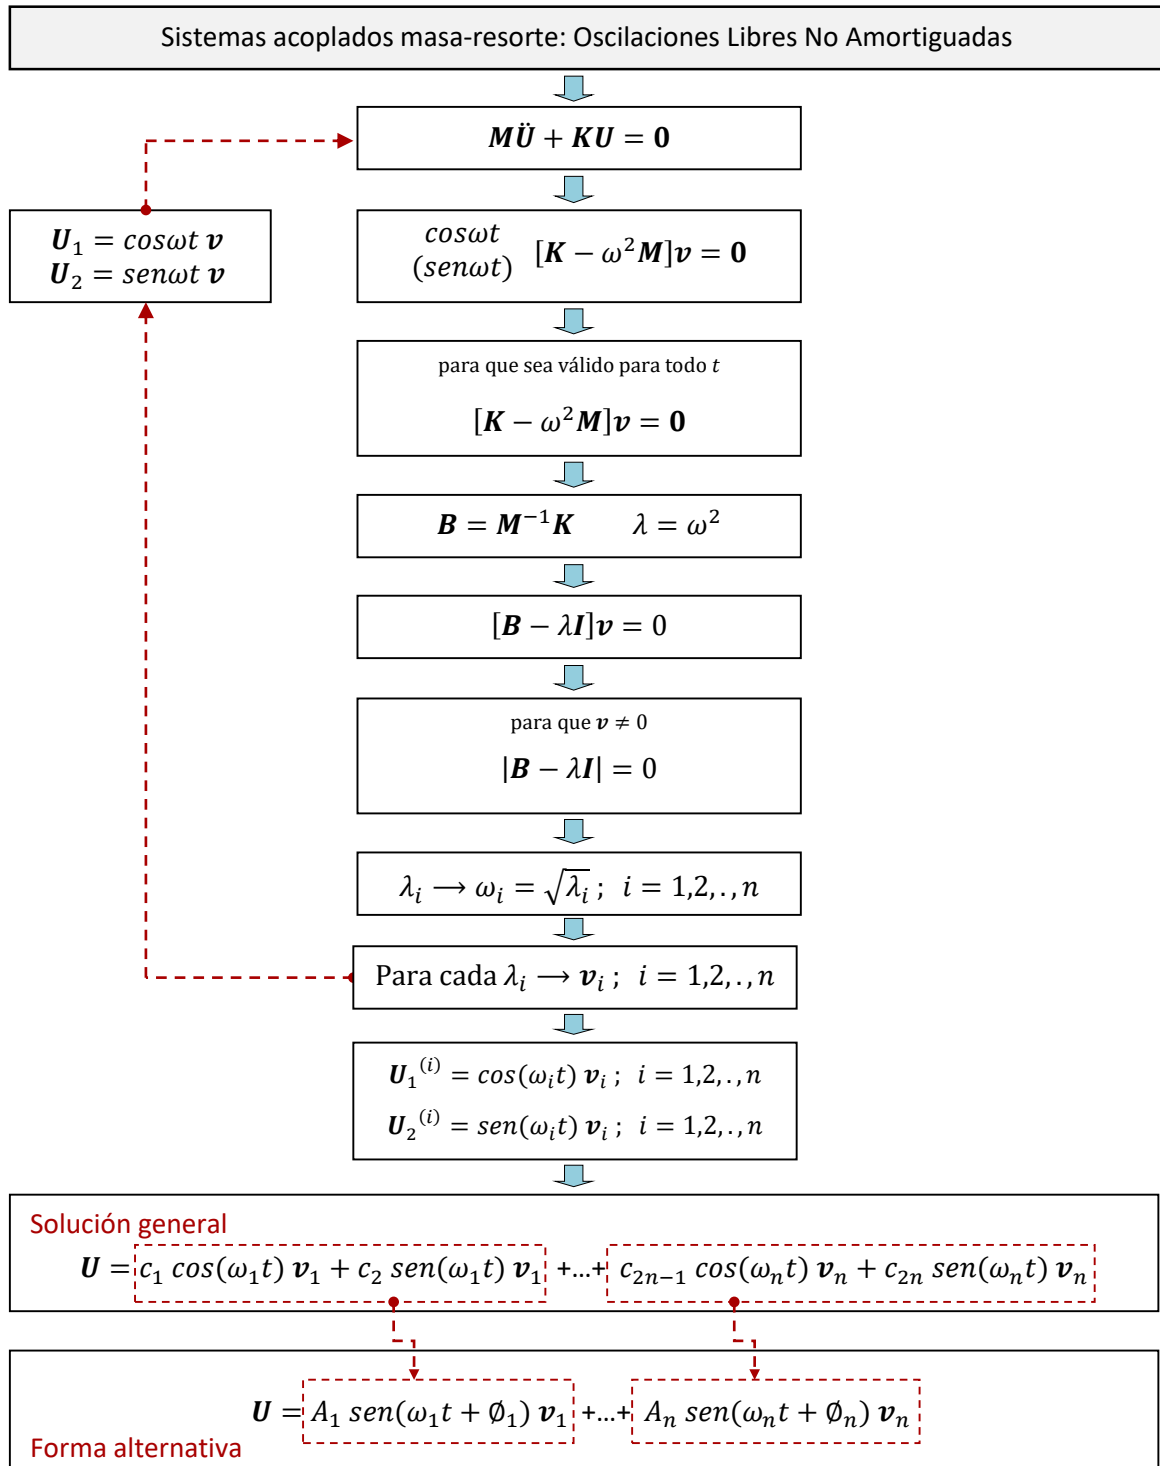 Sistemas acoplados masa-resorte: Oscilaciones Libres No Amortiguadas
𝑴𝑼̈ + 𝑲𝑼 = 𝟎
𝑼₁ = cosωt 𝒗
𝑼₂ = senωt 𝒗
cosωt
(senωt) [𝑲 − ω²𝑴]𝒗 = 𝟎
para que sea válido para todo t
[𝑲 − ω²𝑴]𝒗 = 𝟎
𝑩 = 𝑴⁻¹𝑲 λ = ω²
[𝑩 − λ𝑰]𝒗 = 0
para que 𝒗 ≠ 0
|𝑩 − λ𝑰| = 0
λᵢ ⟶ ωᵢ = √λᵢ ; i = 1,2,.,n
Para cada λᵢ ⟶ 𝒗ᵢ ; i = 1,2,.,n
𝑼₁⁽ⁱ⁾ = cos(ωᵢt) 𝒗ᵢ ; i = 1,2,.,n
𝑼₂⁽ⁱ⁾ = sen(ωᵢt) 𝒗ᵢ ; i = 1,2,.,n
Solución general
𝑼 = c₁ cos(ω₁t) 𝒗₁ + c₂ sen(ω₁t) 𝒗₁ +...+ c₂ₙ₋₁ cos(ωₙt) 𝒗ₙ + c₂ₙ sen(ωₙt) 𝒗ₙ
𝑼 = A₁ sen(ω₁t + ∅₁) 𝒗₁ +...+ Aₙ sen(ωₙt + ∅ₙ) 𝒗ₙ
Forma alternativa